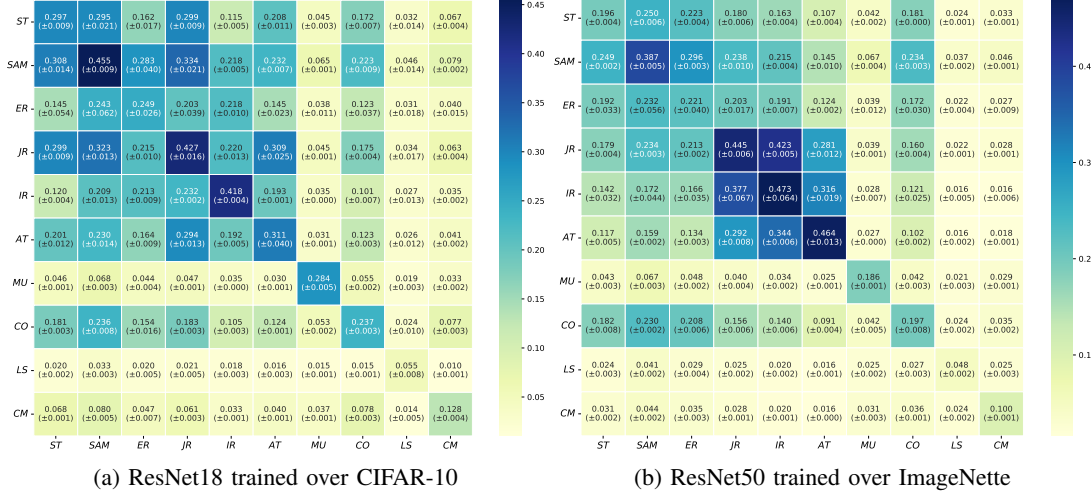 ST 0.297 0.295 0.162 0.299 0.115 0.208 0.045 0.172 0.032 0.067
(±0.009) (±0.021) (±0.017) (±0.009) (±0.005) (±0.011) (±0.003) (±0.007) (±0.014) (±0.004)
SAM 0.308 0.455 0.283 0.334 0.218 0.232 0.065 0.223 0.046 0.079
(±0.014) (±0.009) (±0.040) (±0.021) (±0.005) (±0.007) (±0.001) (±0.009) (±0.014) (±0.002)
ER 0.145 0.243 0.249 0.203 0.218 0.145 0.038 0.123 0.031 0.040
(±0.054) (±0.062) (±0.026) (±0.039) (±0.010) (±0.023) (±0.011) (±0.037) (±0.018) (±0.015)
JR 0.299 0.323 0.215 0.427 0.220 0.309 0.045 0.175 0.034 0.063
(±0.009) (±0.013) (±0.010) (±0.016) (±0.013) (±0.025) (±0.001) (±0.004) (±0.017) (±0.004)
IR 0.120 0.209 0.213 0.232 0.418 0.193 0.035 0.101 0.027 0.035
(±0.004) (±0.013) (±0.009) (±0.002) (±0.004) (±0.013) (±0.000) (±0.007) (±0.013) (±0.002)
AT 0.201 0.230 0.164 0.294 0.192 0.311 0.031 0.123 0.026 0.041
(±0.012) (±0.014) (±0.009) (±0.013) (±0.005) (±0.040) (±0.001) (±0.003) (±0.012) (±0.002)
MU 0.046 0.068 0.044 0.047 0.035 0.030 0.284 0.055 0.019 0.033
(±0.001) (±0.003) (±0.004) (±0.001) (±0.000) (±0.001) (±0.005) (±0.002) (±0.009) (±0.002)
CO 0.181 0.236 0.154 0.183 0.105 0.124 0.053 0.237 0.024 0.077
(±0.003) (±0.008) (±0.016) (±0.003) (±0.003) (±0.001) (±0.002) (±0.003) (±0.010) (±0.003)
LS 0.020 0.033 0.020 0.021 0.018 0.016 0.015 0.015 0.055 0.010
(±0.002) (±0.003) (±0.005) (±0.005) (±0.003) (±0.003) (±0.001) (±0.001) (±0.008) (±0.001)
CM 0.068 0.080 0.047 0.061 0.033 0.040 0.037 0.078 0.014 0.128
(±0.001) (±0.005) (±0.007) (±0.003) (±0.001) (±0.001) (±0.001) (±0.003) (±0.005) (±0.004)
ST SAM ER JR IR AT MU CO LS CM
0.45
0.40
0.35
0.30
0.25
0.20
0.15
0.10
0.05
(a) ResNet18 trained over CIFAR-10
ST 0.196 0.250 0.223 0.180 0.163 0.107 0.042 0.181 0.024 0.033
(±0.004) (±0.006) (±0.004) (±0.004) (±0.004) (±0.004) (±0.002) (±0.000) (±0.001) (±0.001)
SAM 0.249 0.387 0.296 0.238 0.215 0.145 0.067 0.234 0.037 0.046
(±0.002) (±0.005) (±0.003) (±0.010) (±0.004) (±0.010) (±0.004) (±0.003) (±0.002) (±0.001)
ER 0.192 0.232 0.221 0.203 0.191 0.124 0.039 0.172 0.022 0.027
(±0.033) (±0.056) (±0.040) (±0.017) (±0.007) (±0.002) (±0.012) (±0.030) (±0.004) (±0.009)
JR 0.179 0.234 0.213 0.445 0.423 0.281 0.039 0.160 0.022 0.028
(±0.004) (±0.003) (±0.002) (±0.006) (±0.005) (±0.012) (±0.001) (±0.004) (±0.001) (±0.001)
IR 0.142 0.172 0.166 0.377 0.473 0.316 0.028 0.121 0.016 0.016
(±0.032) (±0.044) (±0.035) (±0.067) (±0.064) (±0.019) (±0.007) (±0.025) (±0.005) (±0.006)
AT 0.117 0.159 0.134 0.292 0.344 0.464 0.027 0.102 0.016 0.018
(±0.005) (±0.002) (±0.003) (±0.008) (±0.006) (±0.013) (±0.000) (±0.002) (±0.001) (±0.001)
MU 0.043 0.067 0.048 0.040 0.034 0.025 0.186 0.042 0.021 0.029
(±0.003) (±0.003) (±0.002) (±0.002) (±0.003) (±0.001) (±0.001) (±0.003) (±0.003) (±0.001)
CO 0.182 0.230 0.208 0.156 0.140 0.091 0.042 0.197 0.024 0.035
(±0.008) (±0.002) (±0.006) (±0.006) (±0.006) (±0.004) (±0.005) (±0.008) (±0.001) (±0.002)
LS 0.024 0.041 0.029 0.024 0.020 0.016 0.025 0.027 0.048 0.025
(±0.003) (±0.002) (±0.004) (±0.002) (±0.002) (±0.001) (±0.002) (±0.003) (±0.002) (±0.003)
CM 0.031 0.044 0.035 0.028 0.020 0.016 0.031 0.036 0.024 0.100
(±0.002) (±0.002) (±0.003) (±0.002) (±0.001) (±0.000) (±0.003) (±0.004) (±0.002) (±0.001)
ST SAM ER JR IR AT MU CO LS CM
0.4
0.3
0.2
0.1
(b) ResNet50 trained over ImageNette